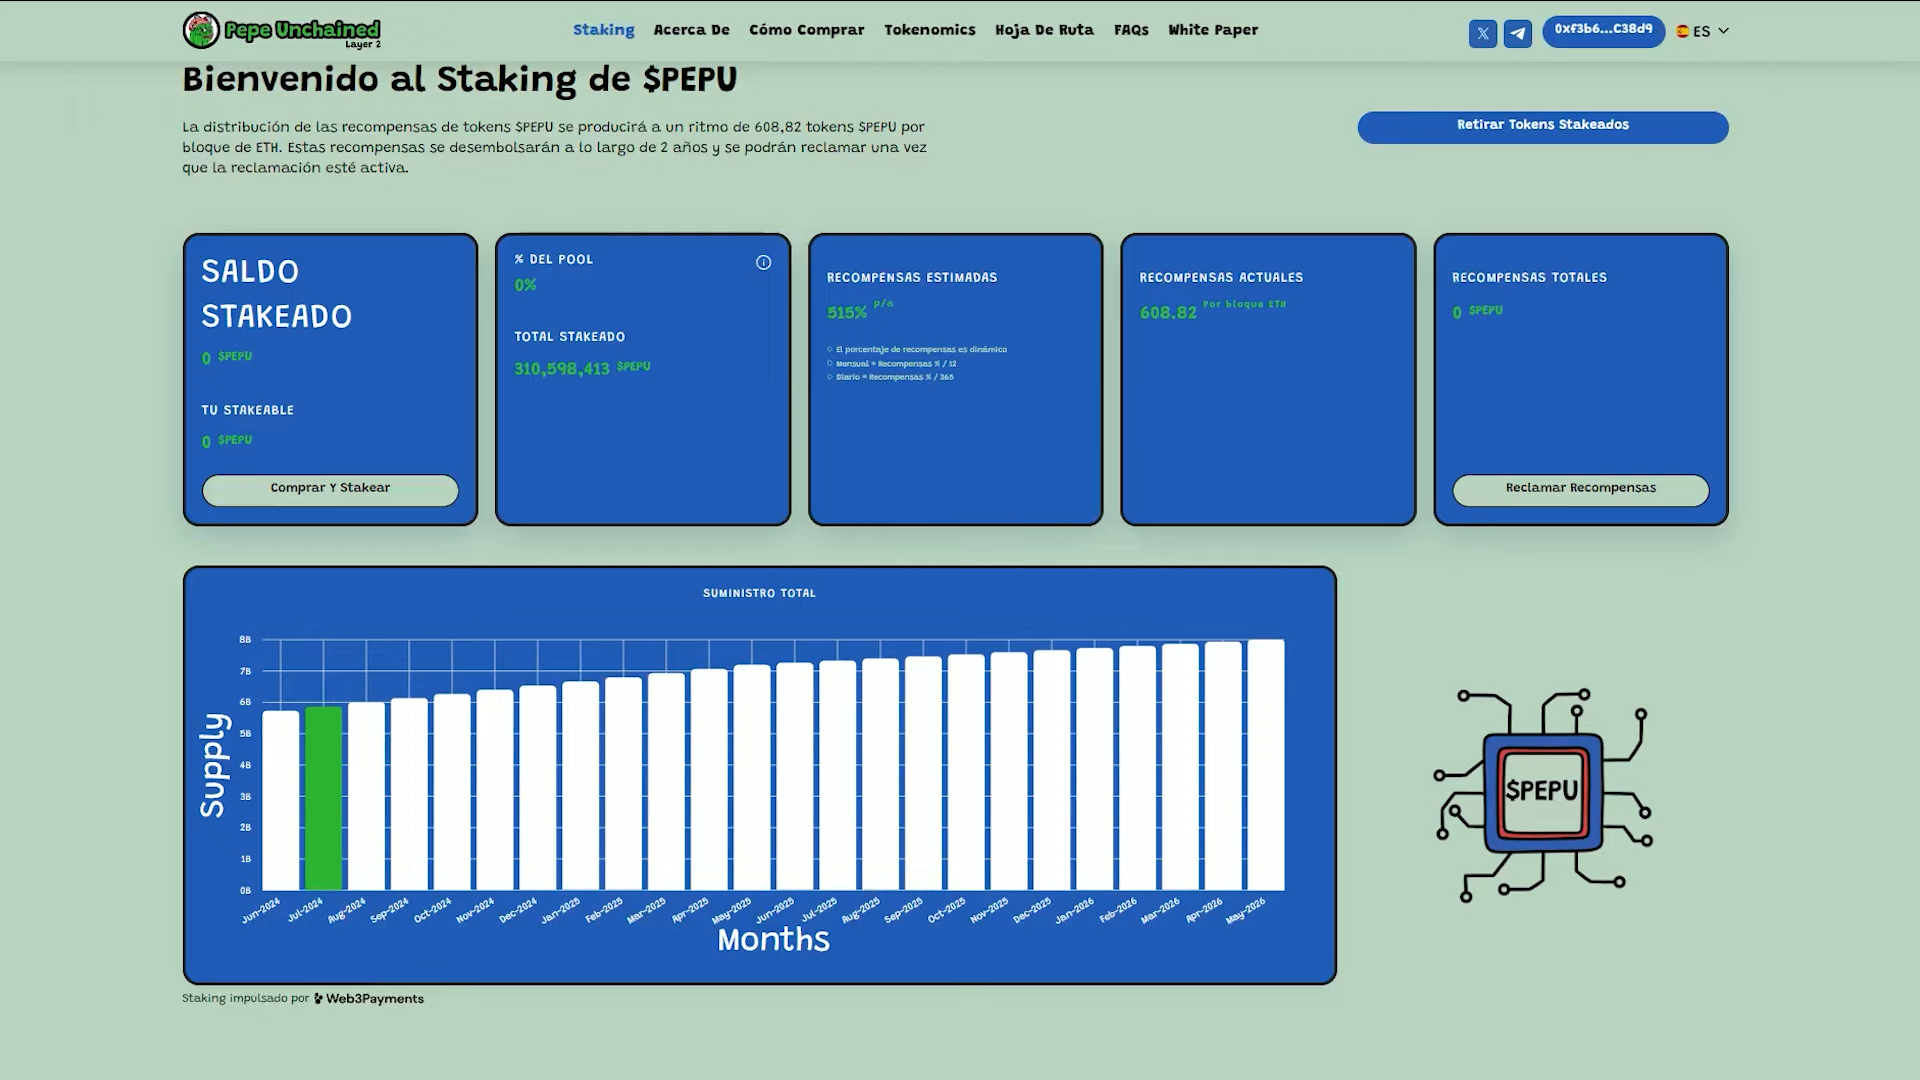 Pepe Unchained
Layer 2
Staking
Acerca De
Cómo Comprar
Tokenomics
Hoja De Ruta
FAQs
White Paper
0xf3b6...C38d9
ES
Bienvenido al Staking de $PEPU
La distribución de las recompensas de tokens $PEPU se producirá a un ritmo de 608,82 tokens $PEPU por
bloque de ETH. Estas recompensas se desembolsarán a lo largo de 2 años y se podrán reclamar una vez
que la reclamación esté activa.
Retirar Tokens Stakeados
SALDO
STAKEADO
0 $PEPU
TU STAKEABLE
0 $PEPU
Comprar Y Stakear
% DEL POOL
0%
TOTAL STAKEADO
310,598,413 $PEPU
RECOMPENSAS ESTIMADAS
515% p/a
El porcentaje de recompensas es dinámico
Mensual = Recompensas % / 12
Diario = Recompensas % / 365
RECOMPENSAS ACTUALES
608.82 Por bloque ETH
RECOMPENSAS TOTALES
0 $PEPU
Reclamar Recompensas
SUMINISTRO TOTAL
8B
7B
6B
5B
4B
3B
2B
1B
0B
Supply
Jun-2024
Jul-2024
Aug-2024
Sep-2024
Oct-2024
Nov-2024
Dec-2024
Jan-2025
Feb-2025
Mar-2025
Apr-2025
May-2025
Jun-2025
Jul-2025
Aug-2025
Sep-2025
Oct-2025
Nov-2025
Dec-2025
Jan-2026
Feb-2026
Mar-2026
Apr-2026
May-2026
Months
$PEPU
Staking impulsado por Web3Payments